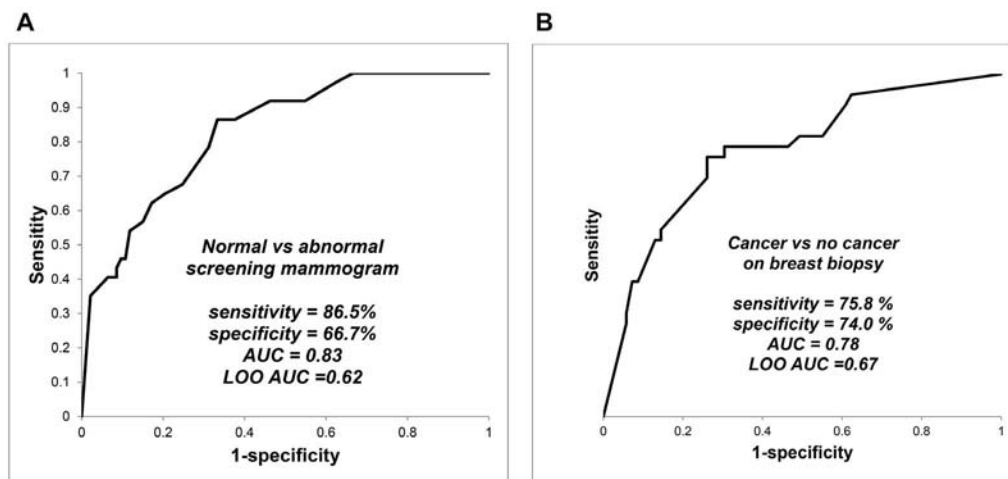 A
Sensitity
1
0.9
0.8
0.7
0.6
0.5
0.4
0.3
0.2
0.1
0
0
0.2
0.4
0.6
0.8
1
1-specificity
Normal vs abnormal
screening mammogram
sensitivity = 86.5%
specificity = 66.7%
AUC = 0.83
LOO AUC =0.62
B
Sensitity
0
0.2
0.4
0.6
0.8
1
1-specificity
Cancer vs no cancer
on breast biopsy
sensitivity = 75.8 %
specificity = 74.0 %
AUC = 0.78
LOO AUC =0.67